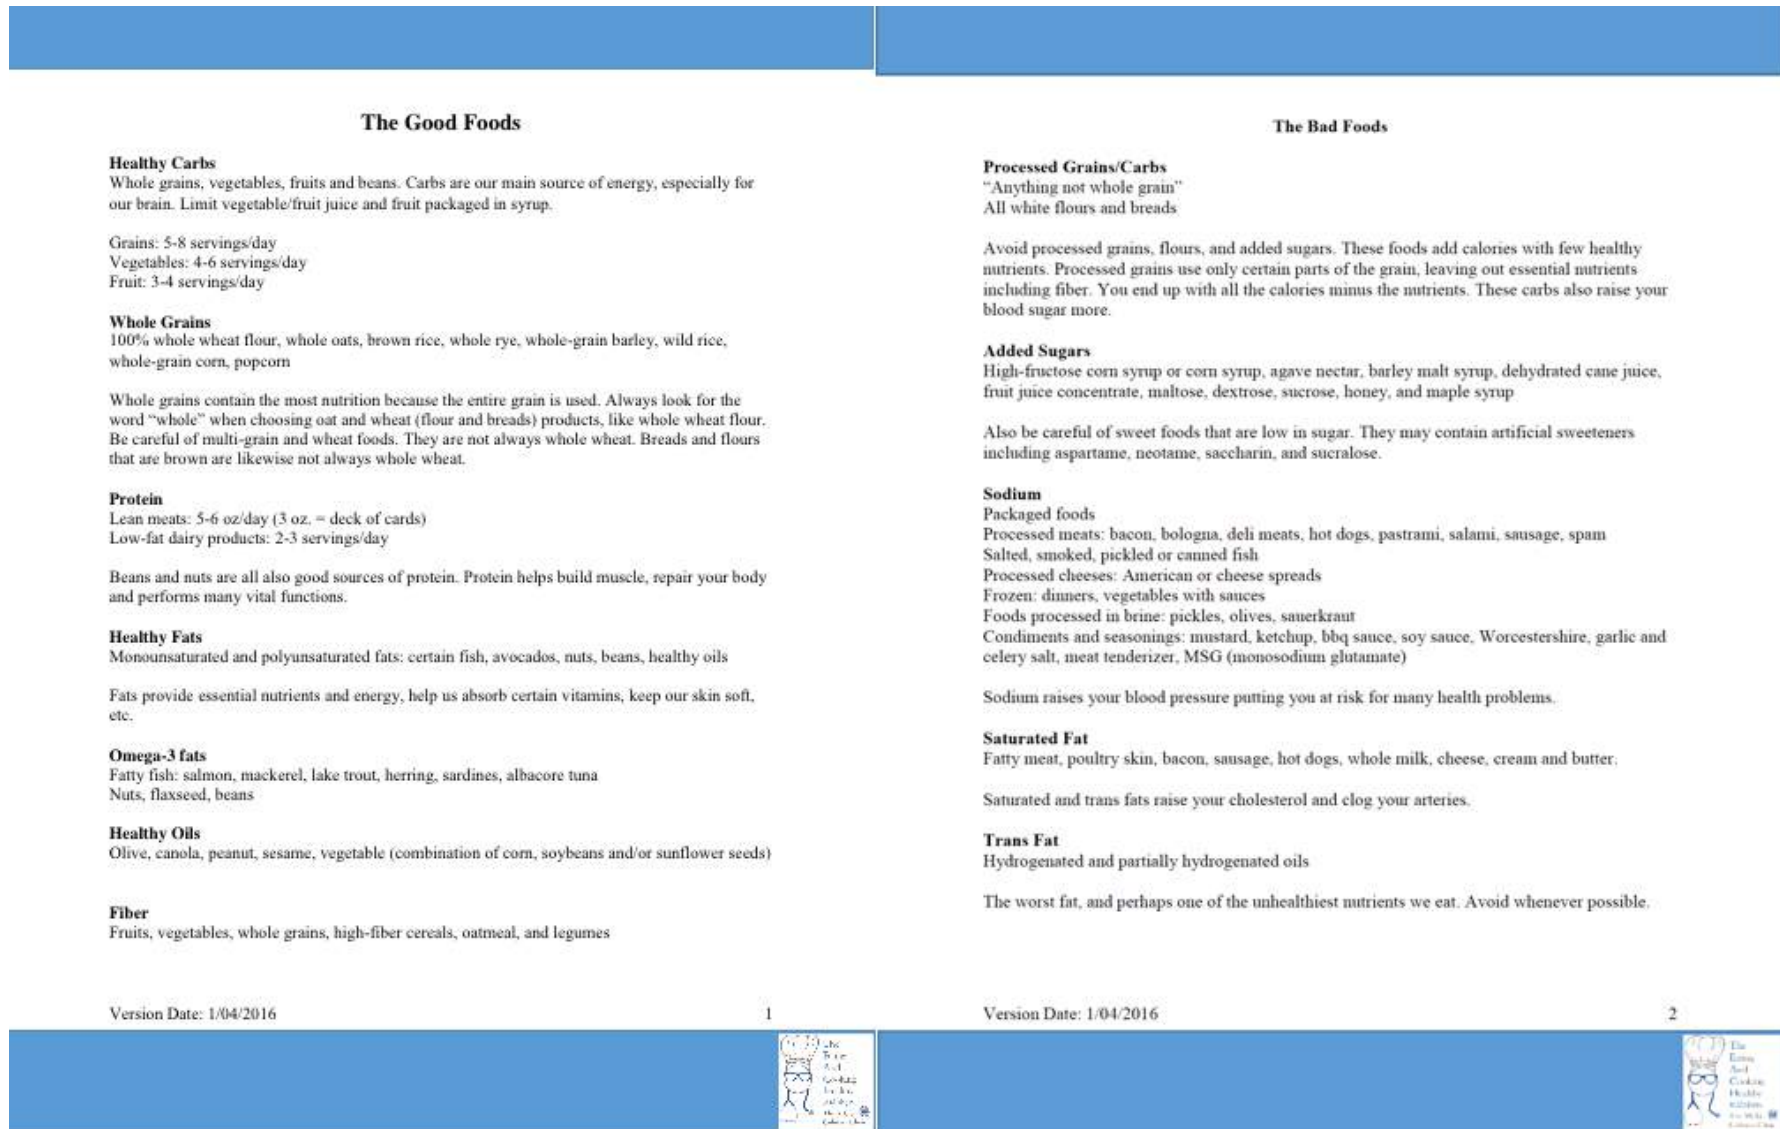 The Good Foods
Healthy Carbs
Whole grains, vegetables, fruits and beans. Carbs are our main source of energy, especially for
our brain. Limit vegetable/fruit juice and fruit packaged in syrup.
Grains: 5-8 servings/day
Vegetables: 4-6 servings/day
Fruit: 3-4 servings/day
Whole Grains
100% whole wheat flour, whole oats, brown rice, whole rye, whole-grain barley, wild rice,
whole-grain corn, popcorn
Whole grains contain the most nutrition because the entire grain is used. Always look for the
word “whole” when choosing oat and wheat (flour and breads) products, like whole wheat flour.
Be careful of multi-grain and wheat foods. They are not always whole wheat. Breads and flours
that are brown are likewise not always whole wheat.
Protein
Lean meats: 5-6 oz/day (3 oz. = deck of cards)
Low-fat dairy products: 2-3 servings/day
Beans and nuts are all also good sources of protein. Protein helps build muscle, repair your body
and performs many vital functions.
Healthy Fats
Monounsaturated and polyunsaturated fats: certain fish, avocados, nuts, beans, healthy oils
Fats provide essential nutrients and energy, help us absorb certain vitamins, keep our skin soft,
etc.
Omega-3 fats
Fatty fish: salmon, mackerel, lake trout, herring, sardines, albacore tuna
Nuts, flaxseed, beans
Healthy Oils
Olive, canola, peanut, sesame, vegetable (combination of corn, soybeans and/or sunflower seeds)
Fiber
Fruits, vegetables, whole grains, high-fiber cereals, oatmeal, and legumes
Version Date: 1/04/2016
1
The Bad Foods
Processed Grains/Carbs
“Anything not whole grain”
All white flours and breads
Avoid processed grains, flours, and added sugars. These foods add calories with few healthy
nutrients. Processed grains use only certain parts of the grain, leaving out essential nutrients
including fiber. You end up with all the calories minus the nutrients. These carbs also raise your
blood sugar more.
Added Sugars
High-fructose corn syrup or corn syrup, agave nectar, barley malt syrup, dehydrated cane juice,
fruit juice concentrate, maltose, dextrose, sucrose, honey, and maple syrup
Also be careful of sweet foods that are low in sugar. They may contain artificial sweeteners
including aspartame, neotame, saccharin, and sucralose.
Sodium
Packaged foods
Processed meats: bacon, bologna, deli meats, hot dogs, pastrami, salami, sausage, spam
Salted, smoked, pickled or canned fish
Processed cheeses: American or cheese spreads
Frozen: dinners, vegetables with sauces
Foods processed in brine: pickles, olives, sauerkraut
Condiments and seasonings: mustard, ketchup, bbq sauce, soy sauce, Worcestershire, garlic and
celery salt, meat tenderizer, MSG (monosodium glutamate)
Sodium raises your blood pressure putting you at risk for many health problems.
Saturated Fat
Fatty meat, poultry skin, bacon, sausage, hot dogs, whole milk, cheese, cream and butter.
Saturated and trans fats raise your cholesterol and clog your arteries.
Trans Fat
Hydrogenated and partially hydrogenated oils
The worst fat, and perhaps one of the unhealthiest nutrients we eat. Avoid whenever possible.
Version Date: 1/04/2016
2
The
Eating
And
Cooking
Healthy